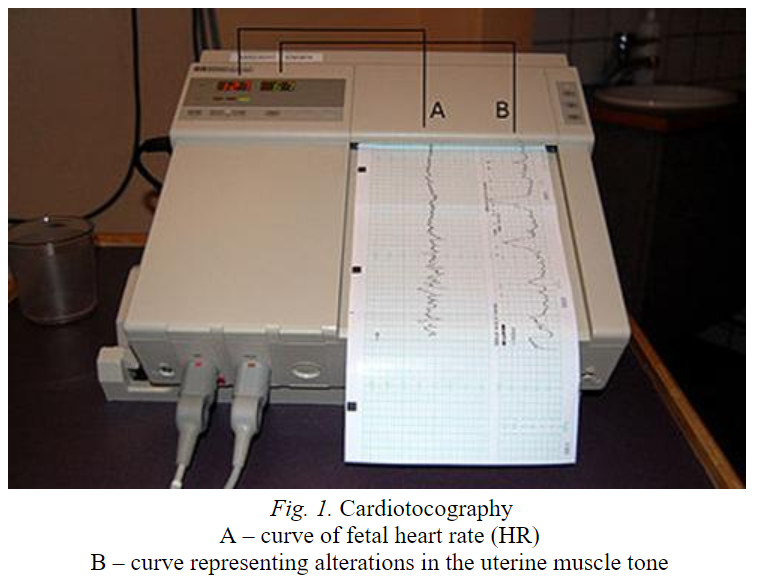 A B
Fig. 1. Cardiotocography
A – curve of fetal heart rate (HR)
B – curve representing alterations in the uterine muscle tone